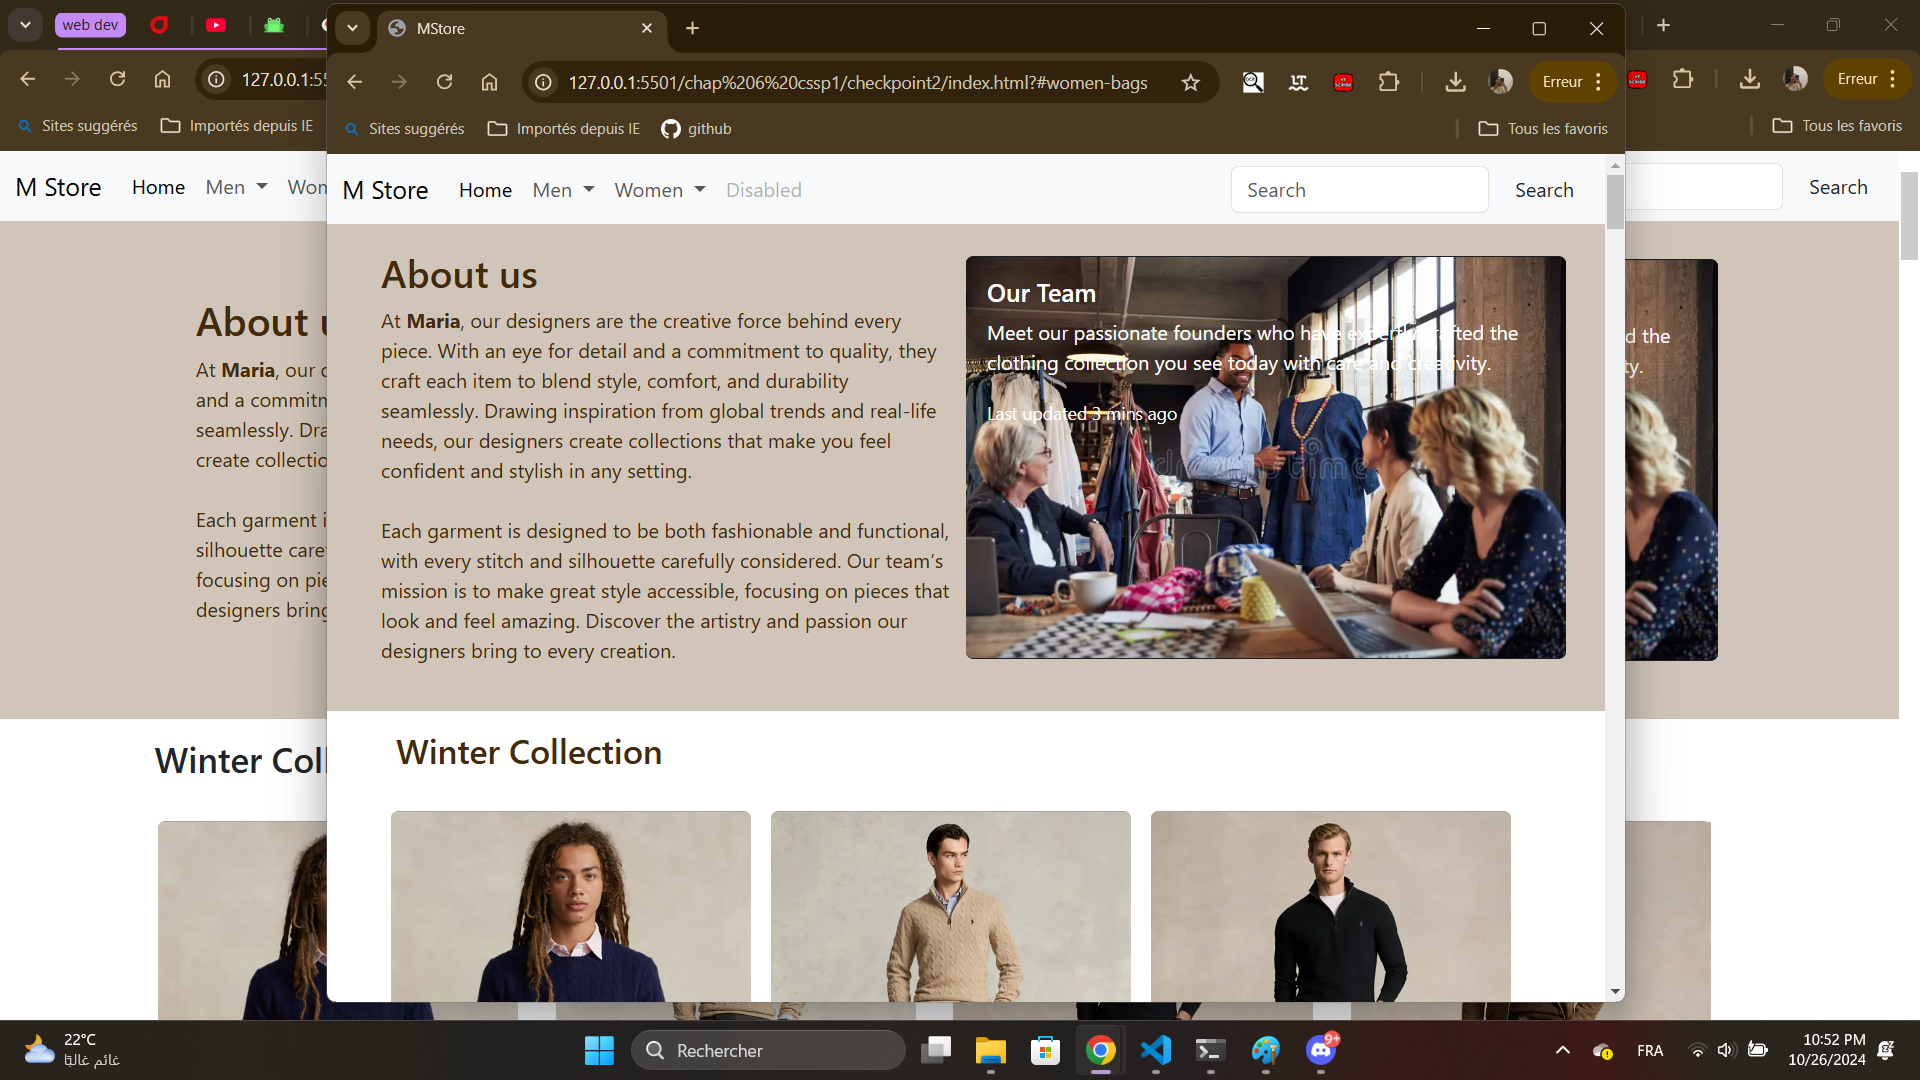 web dev
MStore
127.0.0.1:55
127.0.0.1:5501/chap%206%20cssp1/checkpoint2/index.html?#women-bags
Erreur
Erreur
Sites suggérés
Importés depuis IE
Sites suggérés
Importés depuis IE
github
Tous les favoris
Tous les favoris
M Store
Home
Men
Wom
M Store
Home
Men
Women
Disabled
Search
Search
Search
About us
At Maria, our designers are the creative force behind every
piece. With an eye for detail and a commitment to quality, they
craft each item to blend style, comfort, and durability
seamlessly. Drawing inspiration from global trends and real-life
needs, our designers create collections that make you feel
confident and stylish in any setting.
Each garment is designed to be both fashionable and functional,
with every stitch and silhouette carefully considered. Our team's
mission is to make great style accessible, focusing on pieces that
look and feel amazing. Discover the artistry and passion our
designers bring to every creation.
Our Team
Meet our passionate founders who have expertly crafted the
clothing collection you see today with care and creativity.
Last updated 3 mins ago
dreamstime
Winter Collection
About u
At Maria, our d
and a commitm
seamlessly. Dra
create collectio
Each garment i
silhouette caref
focusing on pie
designers bring
d the
ty.
Winter Coll
22°C
غائم غالبًا
Rechercher
9+
FRA
10:52 PM
10/26/2024